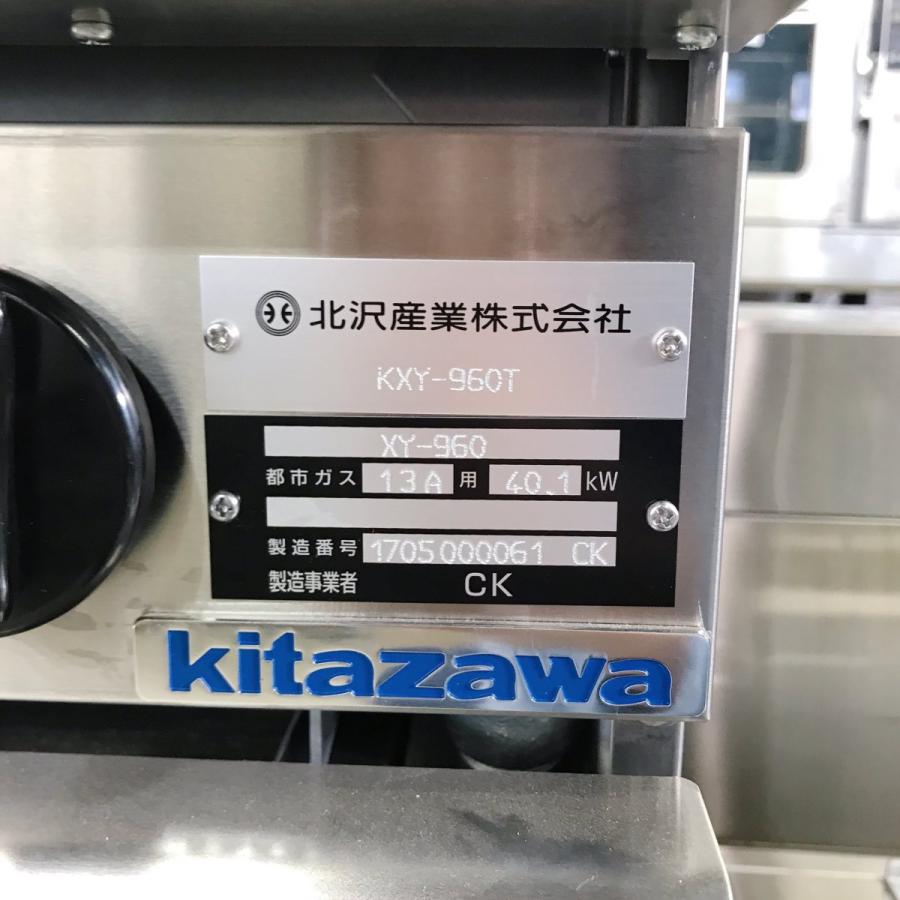 北沢産業株式会社
KXY-960T
XY-960
都市ガス 13A 用 40.1 kW
製造番号 1705000061 CK
製造事業者 CK
kitazawa